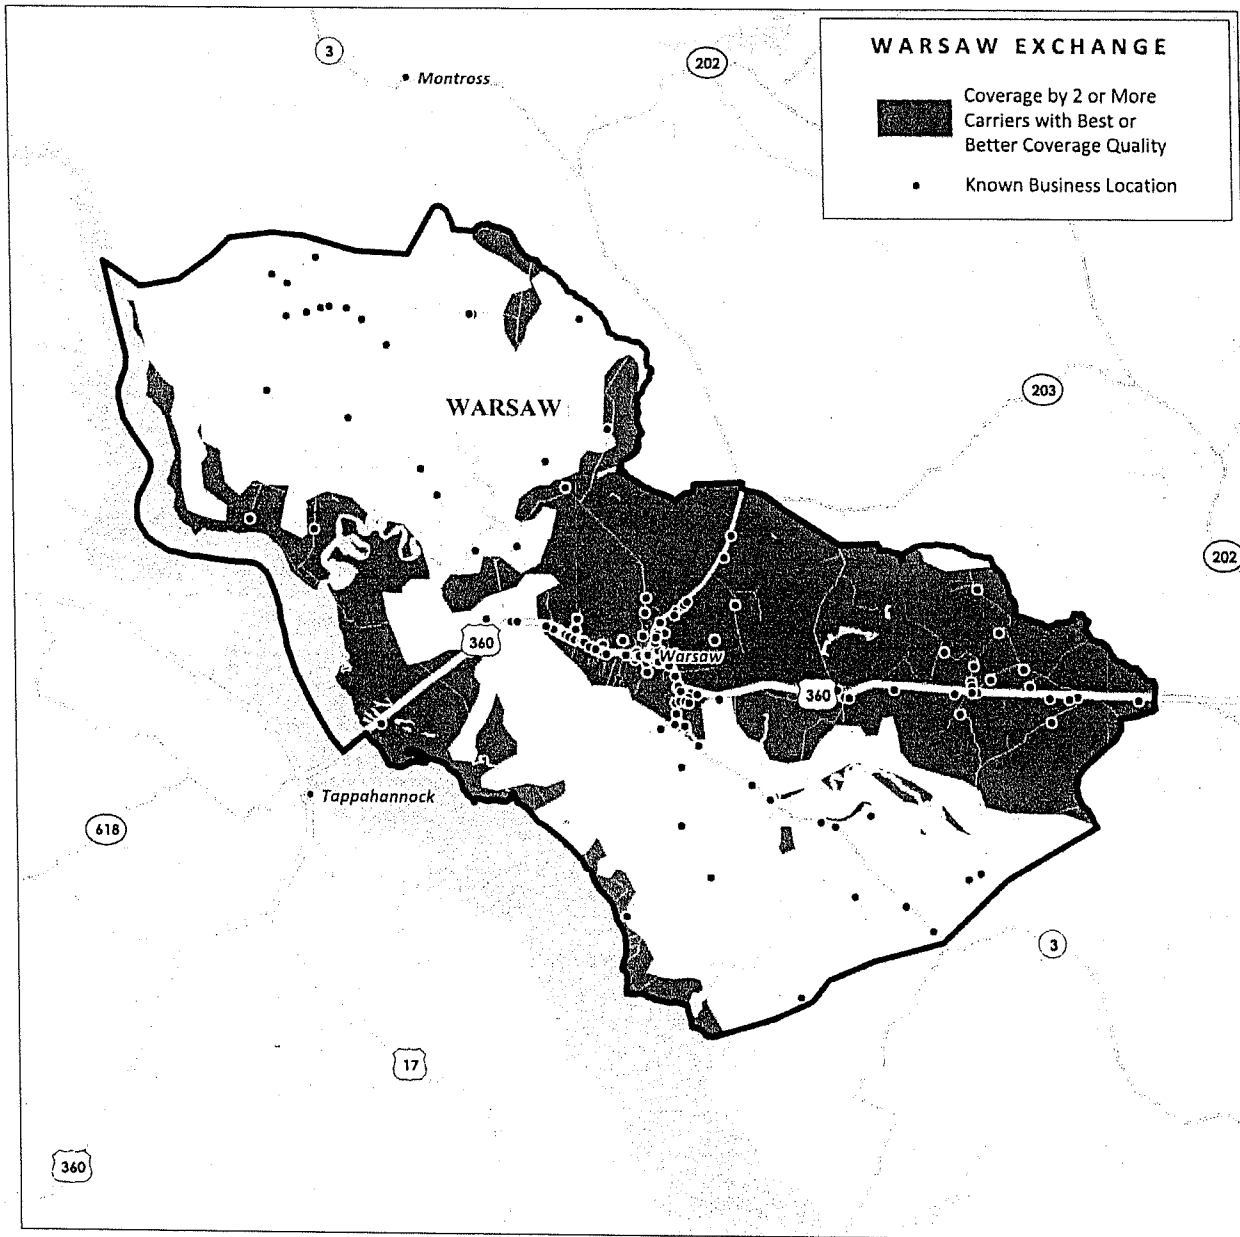 WARSAW EXCHANGE
Coverage by 2 or More
Carriers with Best or
Better Coverage Quality
Known Business Location
3
Montross
202
WARSAW
203
202
360
Warsaw
360
Tappahannock
618
3
17
360